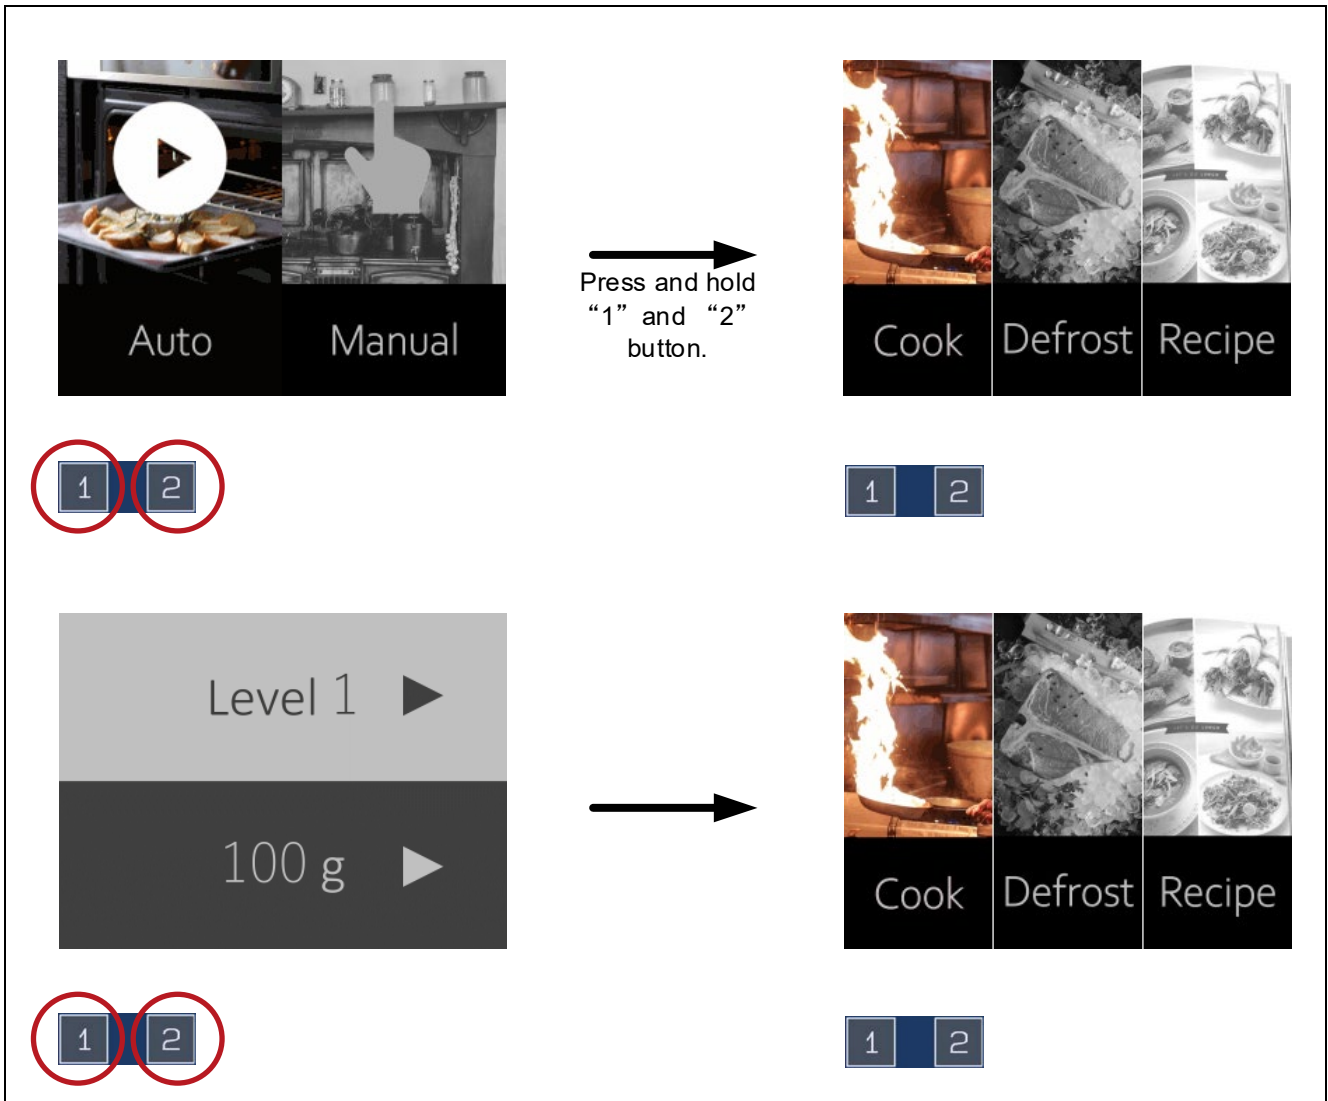 Auto Manual
Press and hold
“1” and “2”
button.
Cook Defrost Recipe
1 2
1 2
Level 1
100 g
Cook Defrost Recipe
1 2
1 2